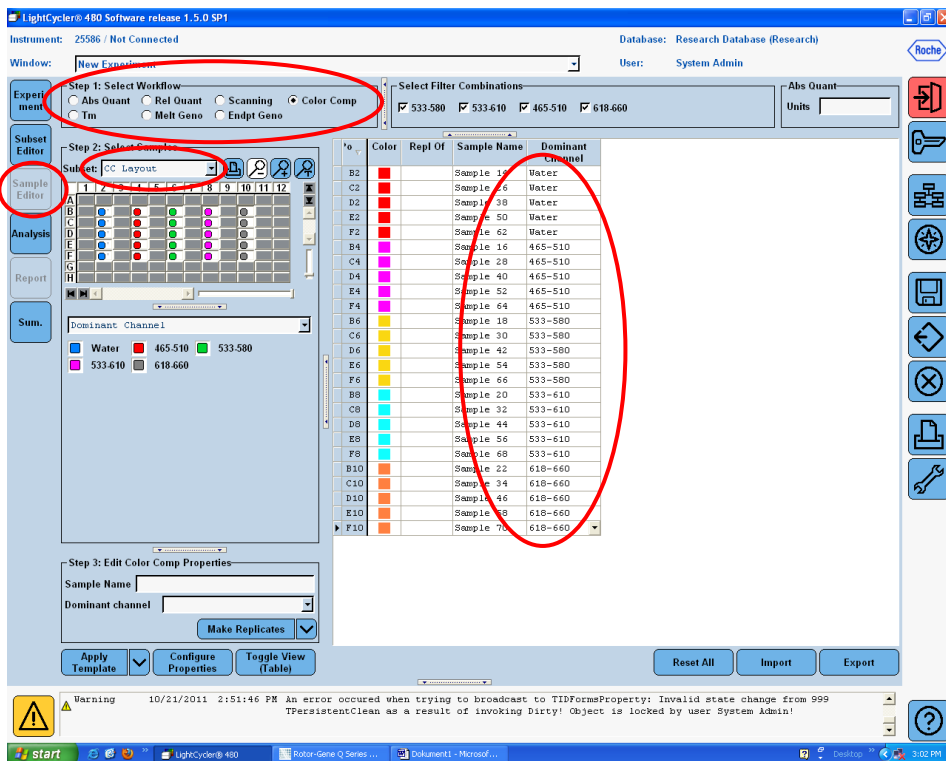 LightCycler® 480 Software release 1.5.0 SP1
Instrument: 25586 / Not Connected
Database: Research Database (Research)
Window: New Experiment
User: System Admin
Roche
Experi
ment
Subset
Editor
Sample
Editor
Analysis
Report
Sum.
Step 1: Select Workflow
Abs Quant Rel Quant Scanning Color Comp
Tm Melt Geno Endpt Geno
Select Filter Combinations
533-580 533-610 465-510 618-660
Abs Quant
Units
Step 2: Select Samples
Subset: CC Layout
1 2 3 4 5 6 7 8 9 10 11 12
A
B
C
D
E
F
G
H
Dominant Channel
Water 465-510 533-580
533-610 618-660
Color Repl Of Sample Name Dominant
Channel
B2 Sample 14 Water
C2 Sample 26 Water
D2 Sample 38 Water
E2 Sample 50 Water
F2 Sample 62 Water
B4 Sample 16 465-510
C4 Sample 28 465-510
D4 Sample 40 465-510
E4 Sample 52 465-510
F4 Sample 64 465-510
B6 Sample 18 533-580
C6 Sample 30 533-580
D6 Sample 42 533-580
E6 Sample 54 533-580
F6 Sample 66 533-580
B8 Sample 20 533-610
C8 Sample 32 533-610
D8 Sample 44 533-610
E8 Sample 56 533-610
F8 Sample 68 533-610
B10 Sample 22 618-660
C10 Sample 34 618-660
D10 Sample 46 618-660
E10 Sample 58 618-660
F10 Sample 70 618-660
Step 3: Edit Color Comp Properties
Sample Name
Dominant channel
Make Replicates
Apply
Template
Configure
Properties
Toggle View
(Table)
Reset All Import Export
Warning 10/21/2011 2:51:46 PM An error occured when trying to broadcast to TIDFormsProperty: Invalid state change from 999
TPersistentClean as a result of invoking Dirty! Object is locked by user System Admin!
start LightCycler® 480 Rotor-Gene Q Series ... Dokument1 - Microsof... Desktop 3:02 PM